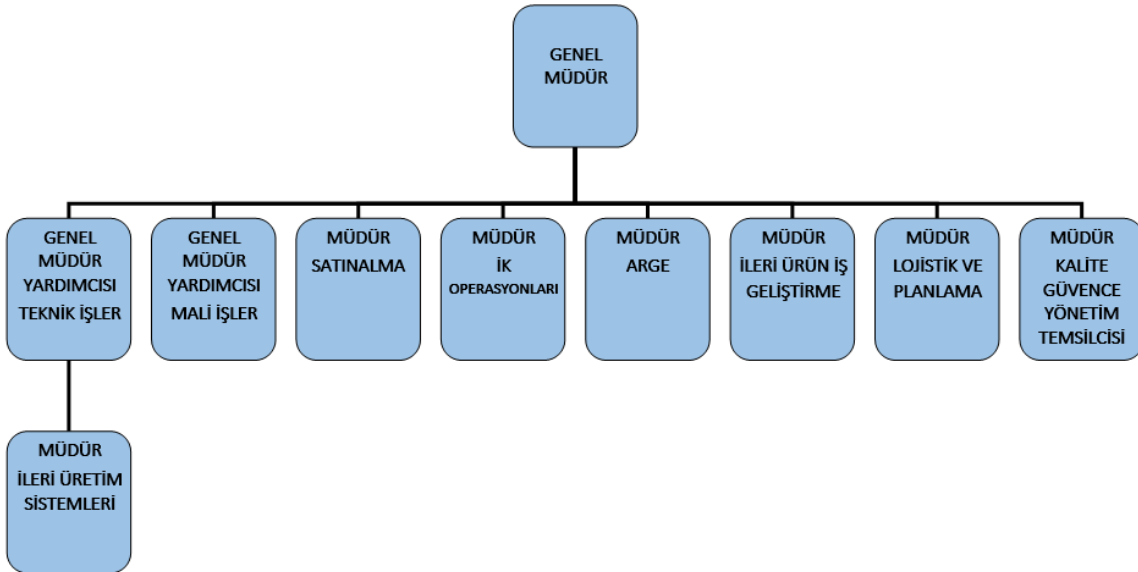 GENEL
MÜDÜR
GENEL
MÜDÜR
YARDIMCISI
TEKNİK İŞLER
GENEL
MÜDÜR
YARDIMCISI
MALİ İŞLER
MÜDÜR
SATINALMA
MÜDÜR
İK
OPERASYONLARI
MÜDÜR
ARGE
MÜDÜR
İLERİ ÜRÜN İŞ
GELİŞTİRME
MÜDÜR
LOJİSTİK VE
PLANLAMA
MÜDÜR
KALİTE
GÜVENCE
YÖNETİM
TEMSİLCİSİ
MÜDÜR
İLERİ ÜRETİM
SİSTEMLERİ